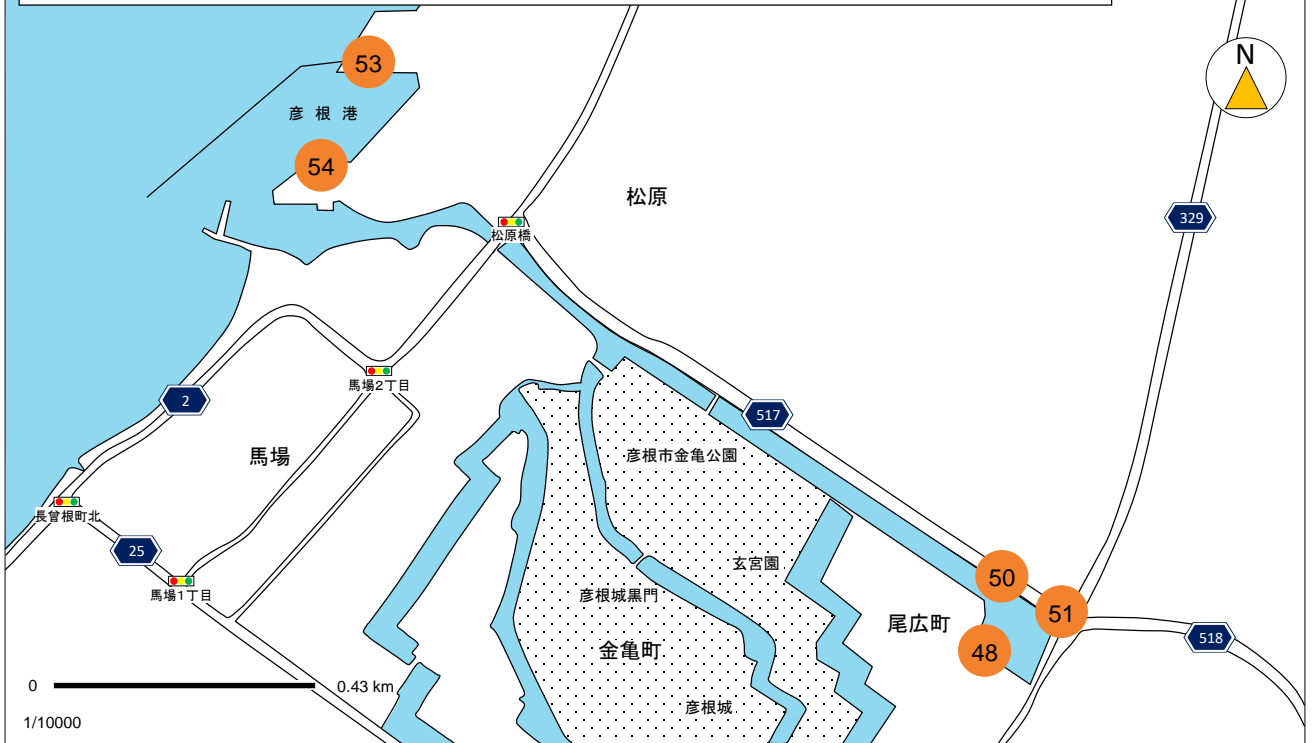 53
N
彦根港
54
松原
329
松原橋
馬場2丁目
2
517
馬場
彦根市金亀公園
長曾根町北
25
玄宮園
50
馬場1丁目
彦根城黒門
51
尾広町
518
金亀町
48
0
0.43 km
彦根城
1/10000